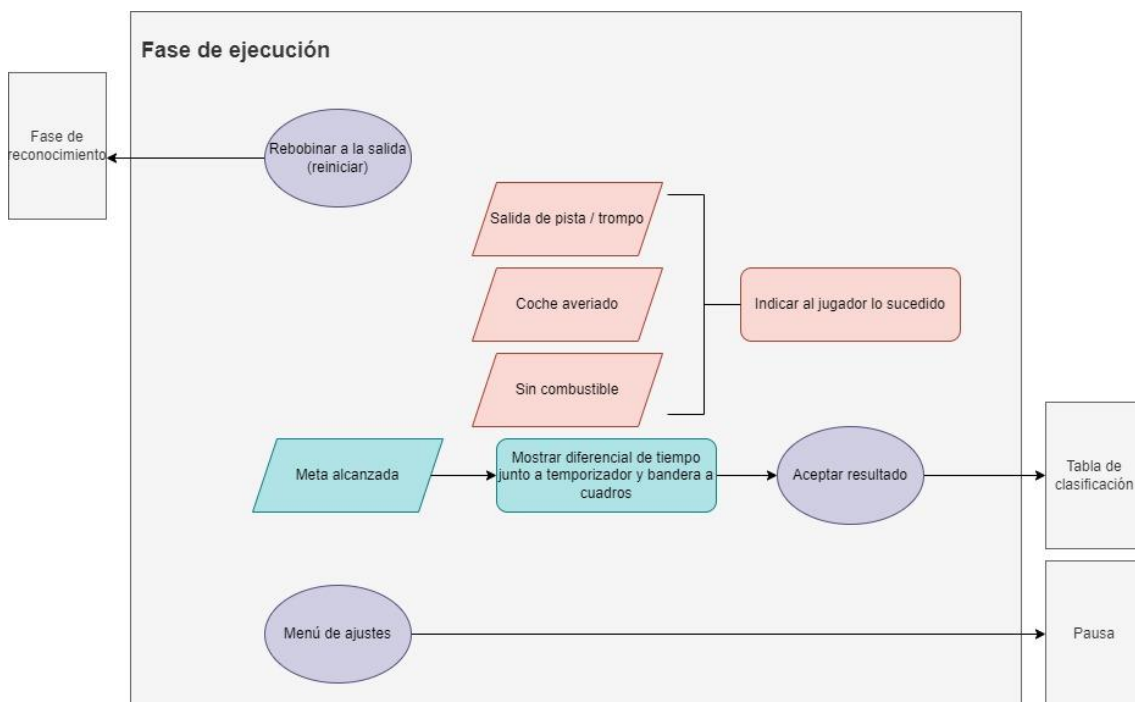 Fase de ejecución
Fase de
reconocimiento
Rebobinar a la salida
(reiniciar)
Salida de pista / trompo
Coche averiado
Indicar al jugador lo sucedido
Sin combustible
Meta alcanzada
Mostrar diferencial de tiempo
junto a temporizador y bandera a
cuadros
Aceptar resultado
Tabla de
clasificación
Menú de ajustes
Pausa